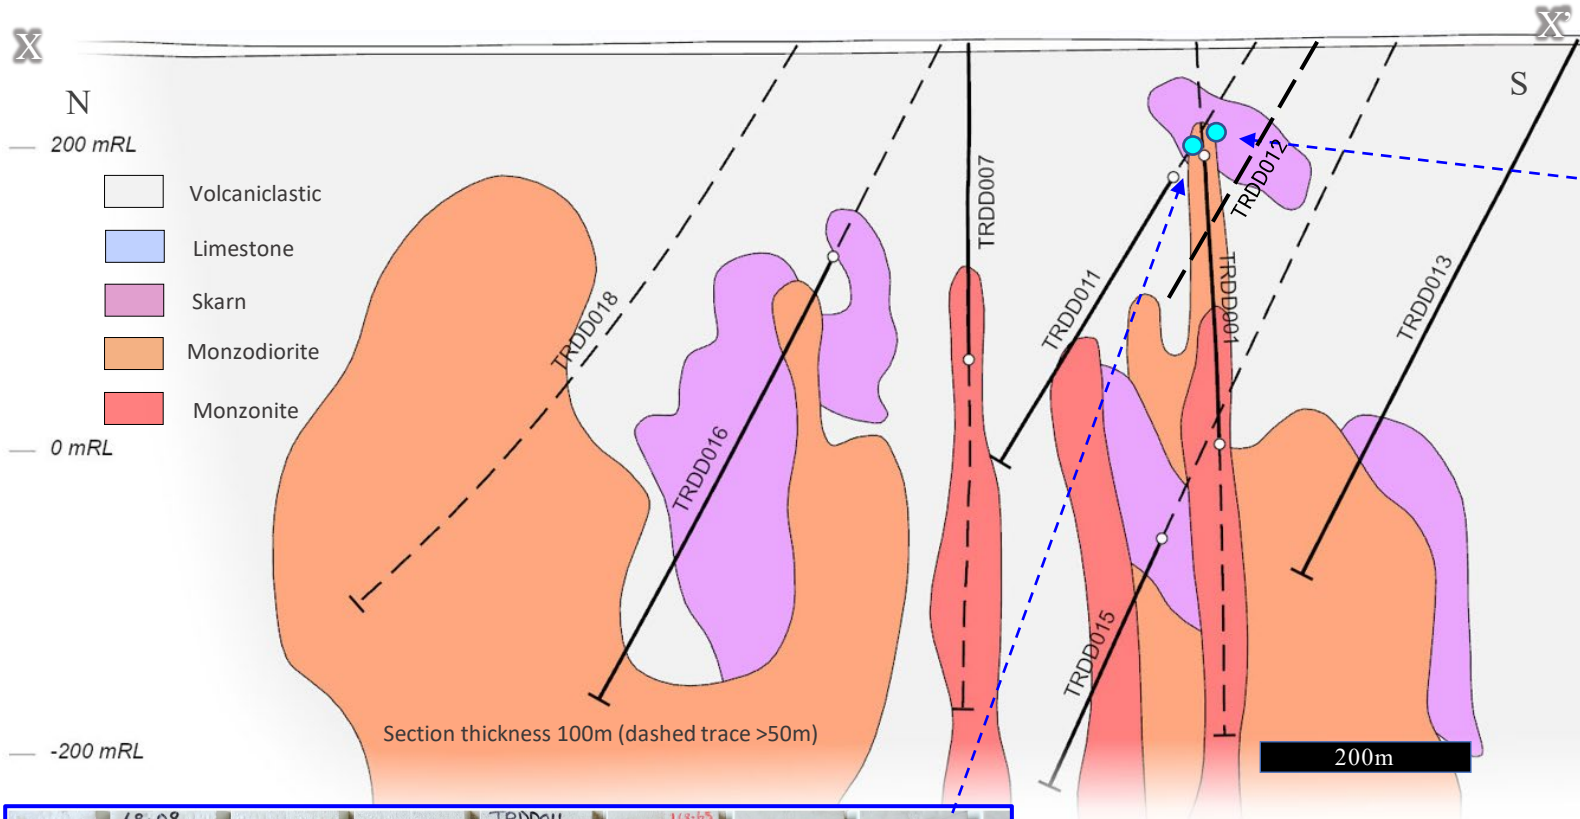 X
X'
N
S
200 mRL
Volcaniclastic
Limestone
Skarn
Monzodiorite
Monzonite
0 mRL
-200 mRL
TRDD018
TRDD016
TRDD007
TRDD011
TRDD012
TRDD001
TRDD013
TRDD015
Section thickness 100m (dashed trace >50m)
200m